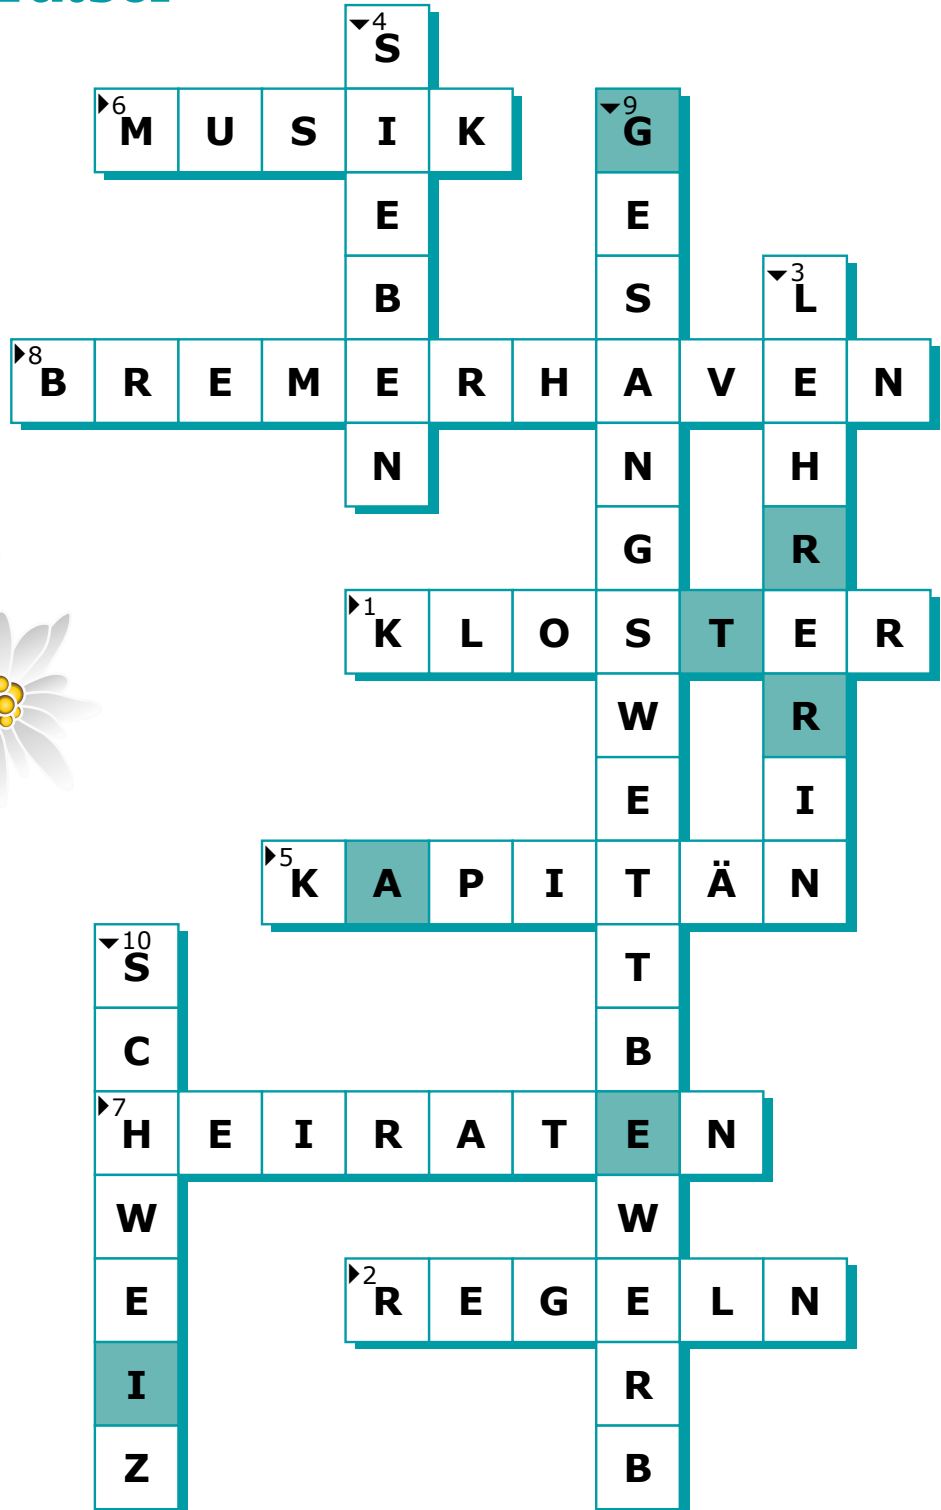 4
S
6 M U S I K 9 G
E E
B S 3 L
8 B R E M E R H A V E N
N N H
G R
1 K L O S T E R
W R
E I
5 K A P I T Ä N
10 S T
C B
7 H E I R A T E N
W W
E 2 R E G E L N
I R
Z B